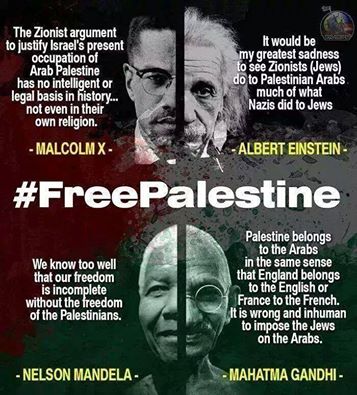 The Zionist argument
to justify Israel's present
occupation of
Arab Palestine
has no intelligent or
legal basis in history...
not even in their
own religion.
- MALCOLM X -
It would be
my greatest sadness
to see Zionists (Jews)
do to Palestinian Arabs
much of what
Nazis did to Jews
- ALBERT EINSTEIN -
#FreePalestine
We know too well
that our freedom
is incomplete
without the freedom
of the Palestinians.
- NELSON MANDELA -
Palestine belongs
to the Arabs
in the same sense
that England belongs
to the English or
France to the French.
It is wrong and inhuman
to impose the Jews
on the Arabs.
- MAHATMA GANDHI -